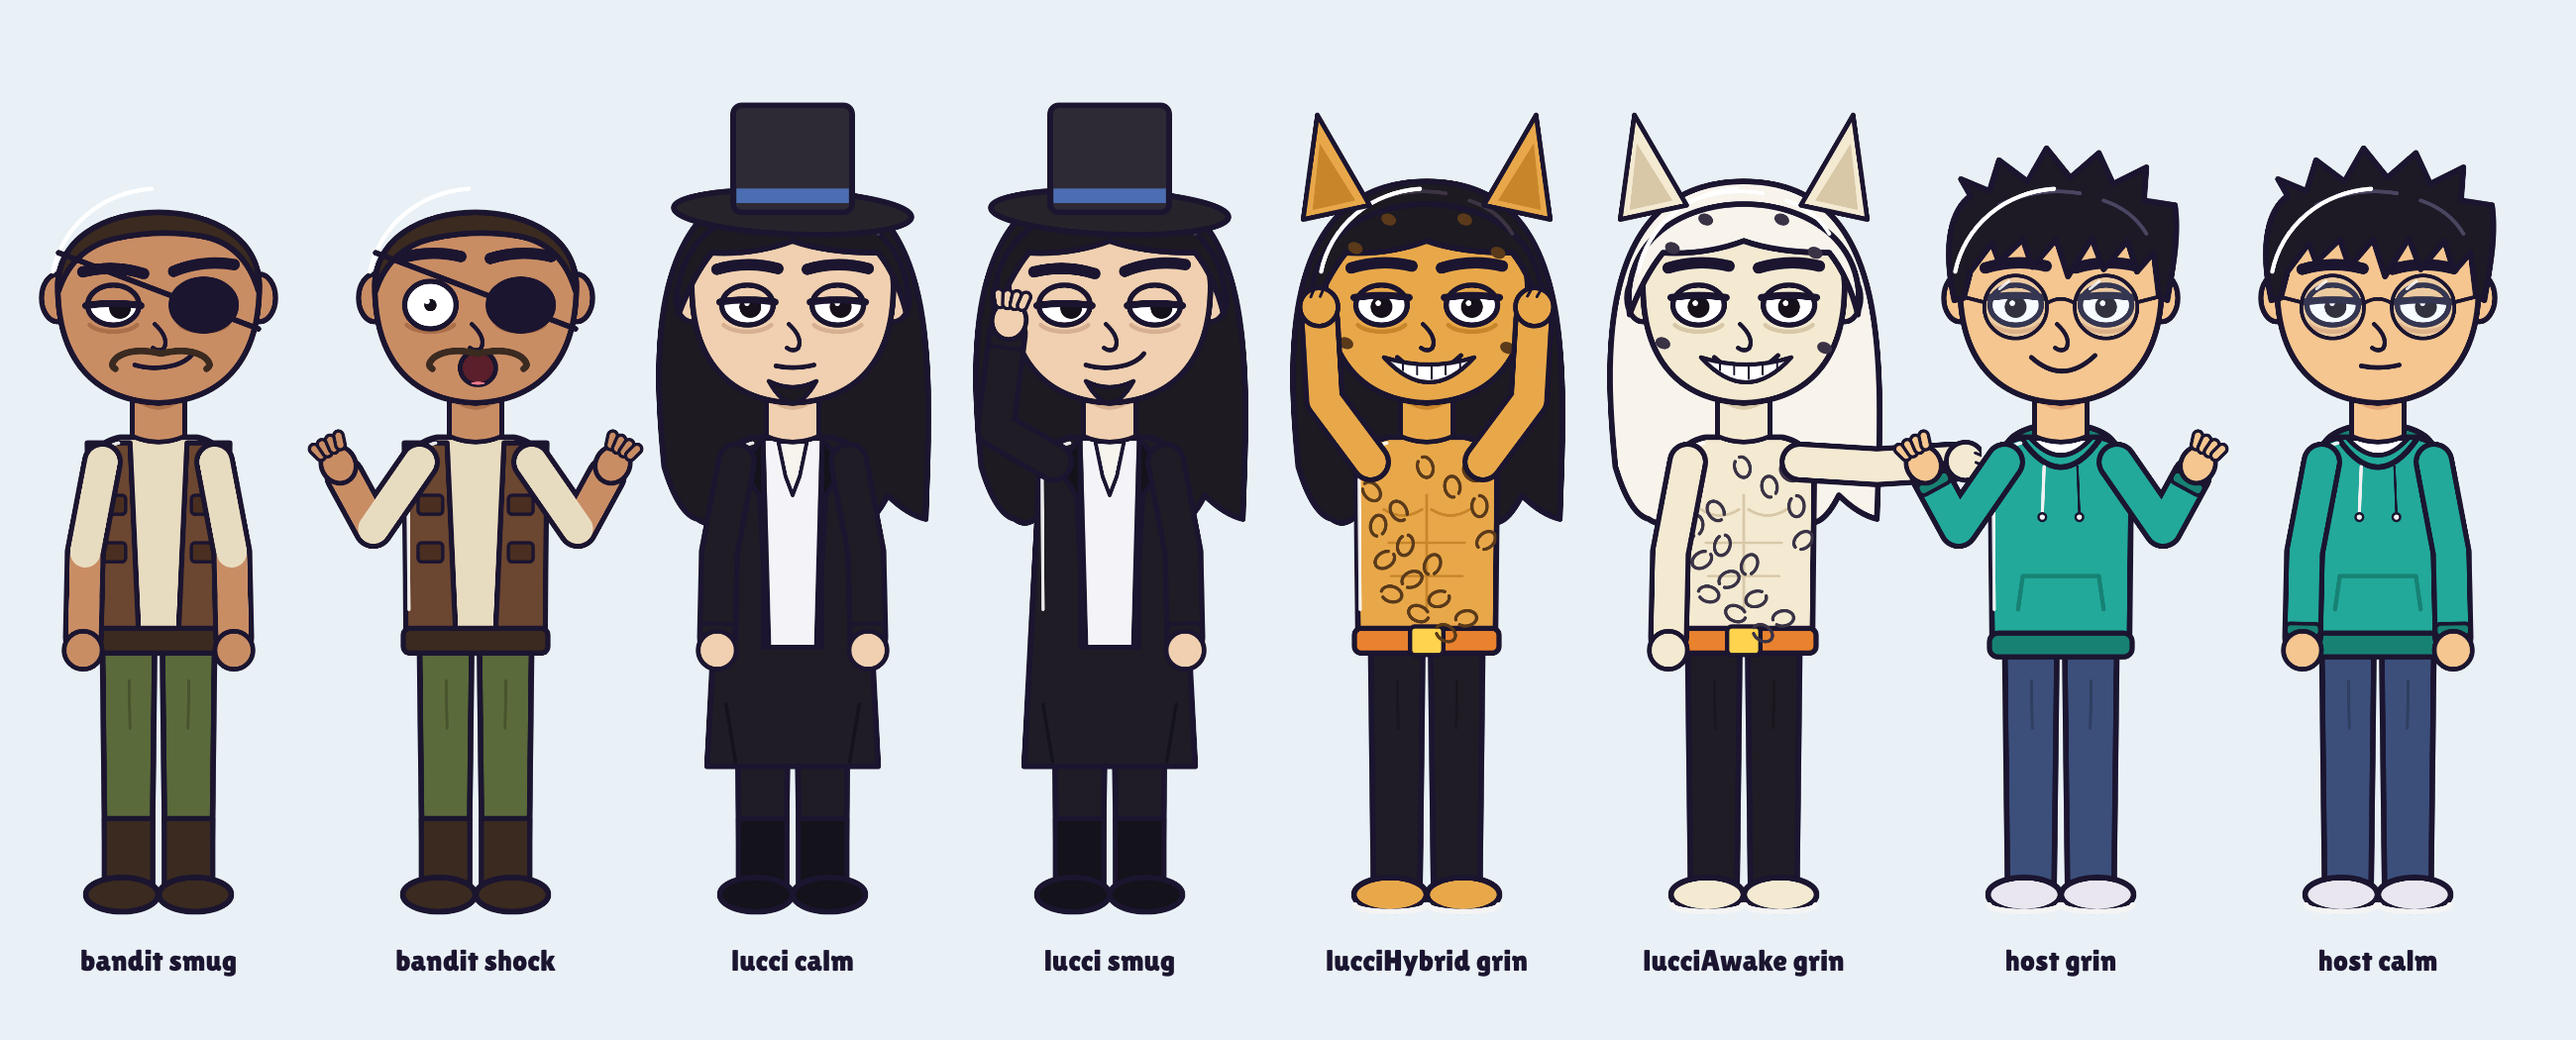 bandit smug
bandit shock
lucci calm
lucci smug
lucciHybrid grin
lucciAwake grin
host grin
host calm